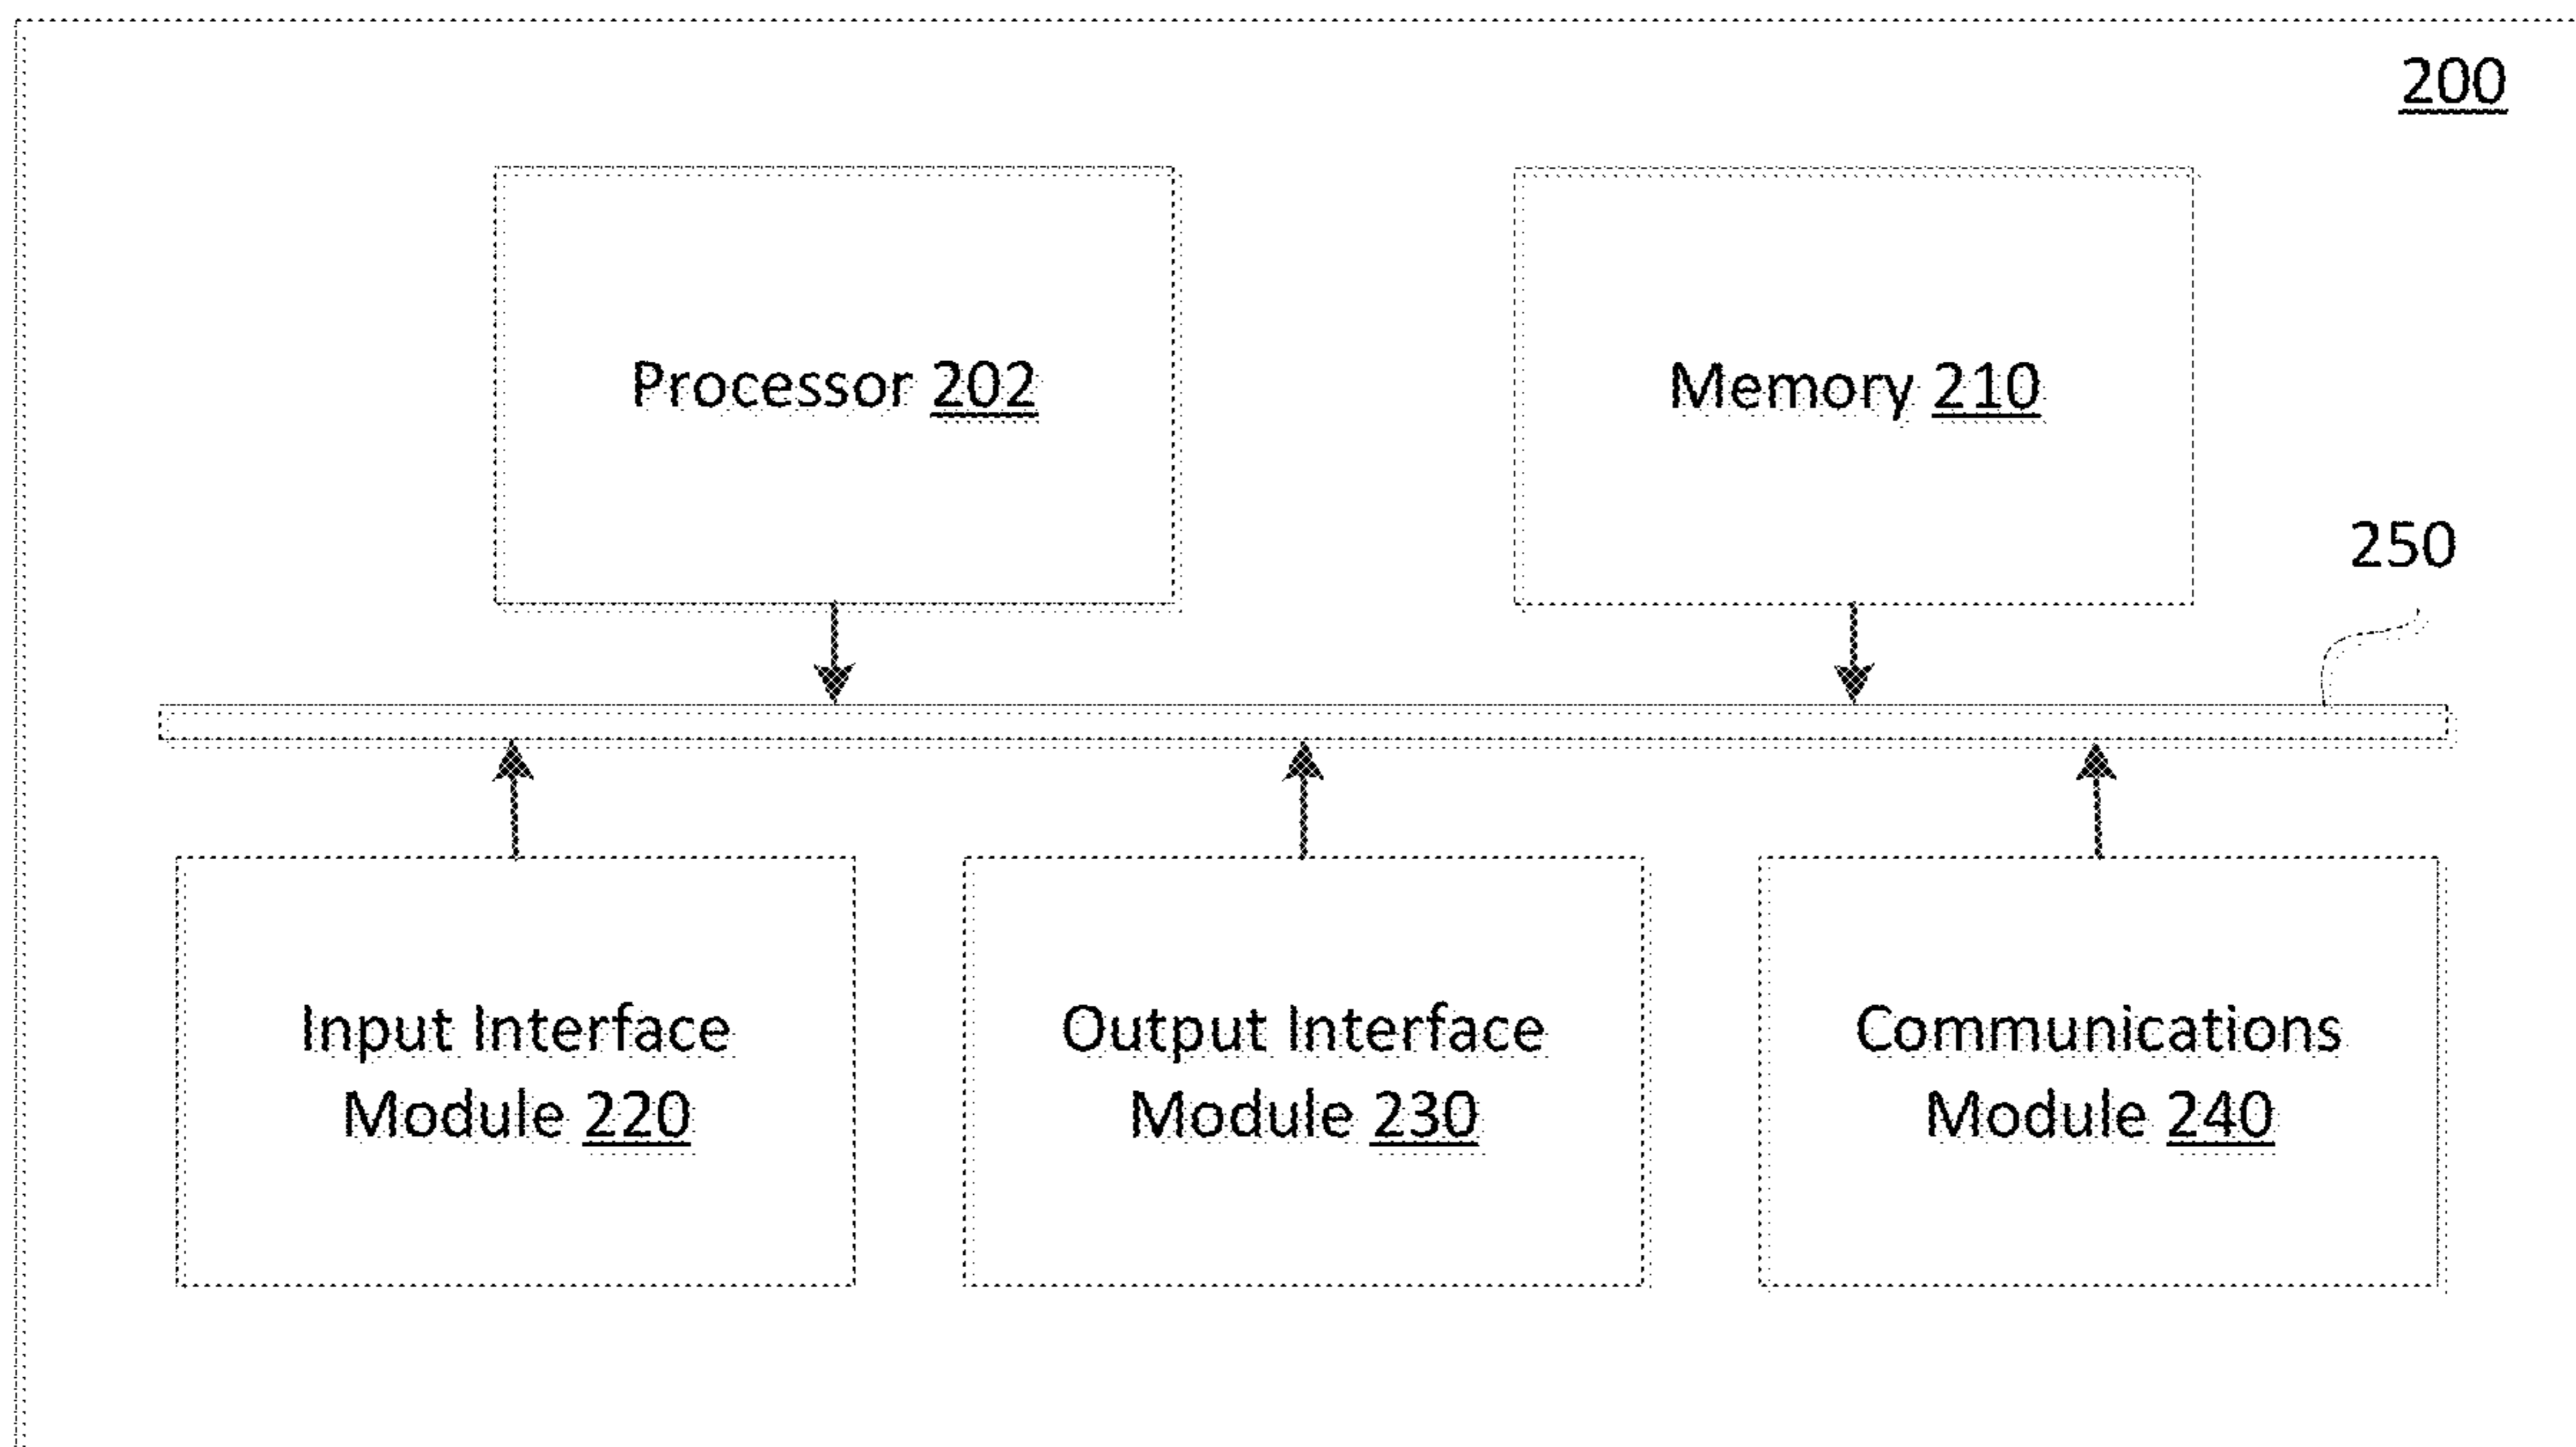 200
Processor 202
Memory 210
250
Input Interface
Module 220
Output Interface
Module 230
Communications
Module 240